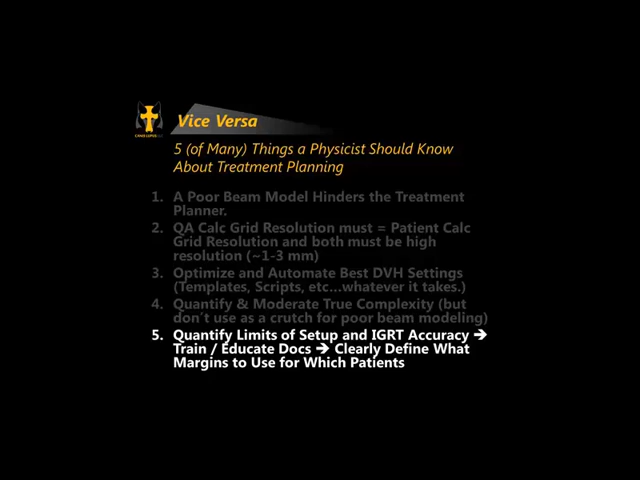 Vice Versa
CANIS LUPUS LLC
5 (of Many) Things a Physicist Should Know
About Treatment Planning
1. A Poor Beam Model Hinders the Treatment
Planner.
2. QA Calc Grid Resolution must = Patient Calc
Grid Resolution and both must be high
resolution (~1-3 mm)
3. Optimize and Automate Best DVH Settings
(Templates, Scripts, etc...whatever it takes.)
4. Quantify & Moderate True Complexity (but
don't use as a crutch for poor beam modeling)
5. Quantify Limits of Setup and IGRT Accuracy ➔
Train / Educate Docs ➔ Clearly Define What
Margins to Use for Which Patients